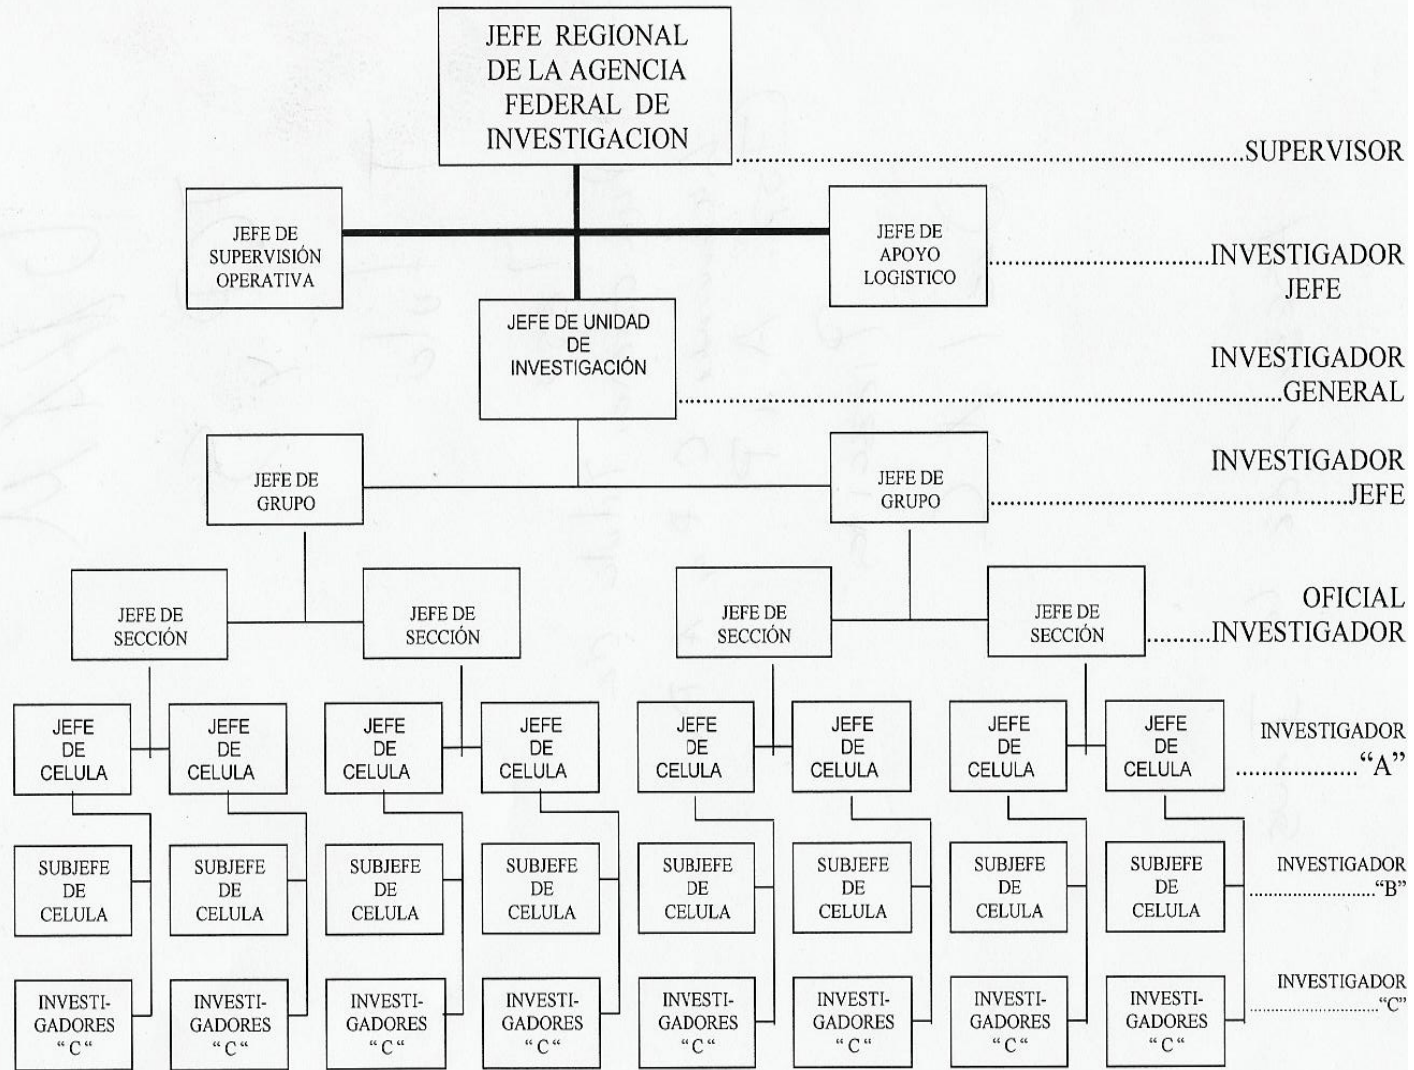 JEFE REGIONAL
DE LA AGENCIA
FEDERAL DE
INVESTIGACION
....SUPERVISOR
JEFE DE
SUPERVISIÓN
OPERATIVA
JEFE DE
APOYO
LOGISTICO
....INVESTIGADOR
JEFE
JEFE DE UNIDAD
DE
INVESTIGACIÓN
INVESTIGADOR
....GENERAL
JEFE DE
GRUPO
JEFE DE
GRUPO
INVESTIGADOR
....JEFE
JEFE DE
SECCIÓN
JEFE DE
SECCIÓN
JEFE DE
SECCIÓN
JEFE DE
SECCIÓN
OFICIAL
....INVESTIGADOR
JEFE
DE
CELULA
JEFE
DE
CELULA
JEFE
DE
CELULA
JEFE
DE
CELULA
JEFE
DE
CELULA
JEFE
DE
CELULA
JEFE
DE
CELULA
JEFE
DE
CELULA
INVESTIGADOR
...."A"
SUBJEFE
DE
CELULA
SUBJEFE
DE
CELULA
SUBJEFE
DE
CELULA
SUBJEFE
DE
CELULA
SUBJEFE
DE
CELULA
SUBJEFE
DE
CELULA
SUBJEFE
DE
CELULA
SUBJEFE
DE
CELULA
INVESTIGADOR
...."B"
INVESTI-
GADORES
"C"
INVESTI-
GADORES
"C"
INVESTI-
GADORES
"C"
INVESTI-
GADORES
"C"
INVESTI-
GADORES
"C"
INVESTI-
GADORES
"C"
INVESTI-
GADORES
"C"
INVESTI-
GADORES
"C"
INVESTIGADOR
...."C"